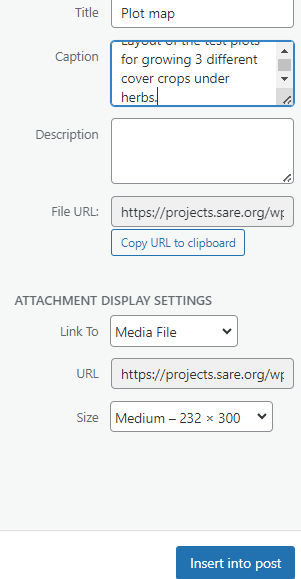 Title Plot map
Caption Layout of the test plots
for growing 3 different
cover crops under
herbs.
Description
File URL: https://projects.sare.org/wp
Copy URL to clipboard
ATTACHMENT DISPLAY SETTINGS
Link To Media File
URL https://projects.sare.org/wp
Size Medium – 232 × 300
Insert into post